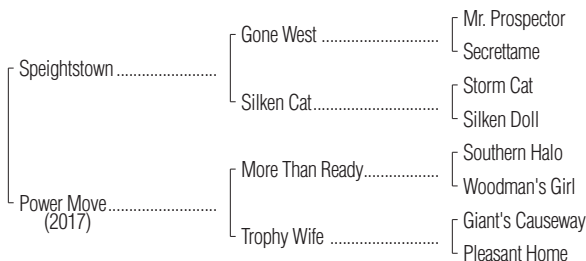 Mr. Prospector
Gone West ........................
Secrettame
Speightstown .......................
Storm Cat
Silken Cat..........................
Silken Doll
Southern Halo
More Than Ready.................
Woodman's Girl
Power Move.........................
(2017)
Giant's Causeway
Trophy Wife ......................
Pleasant Home